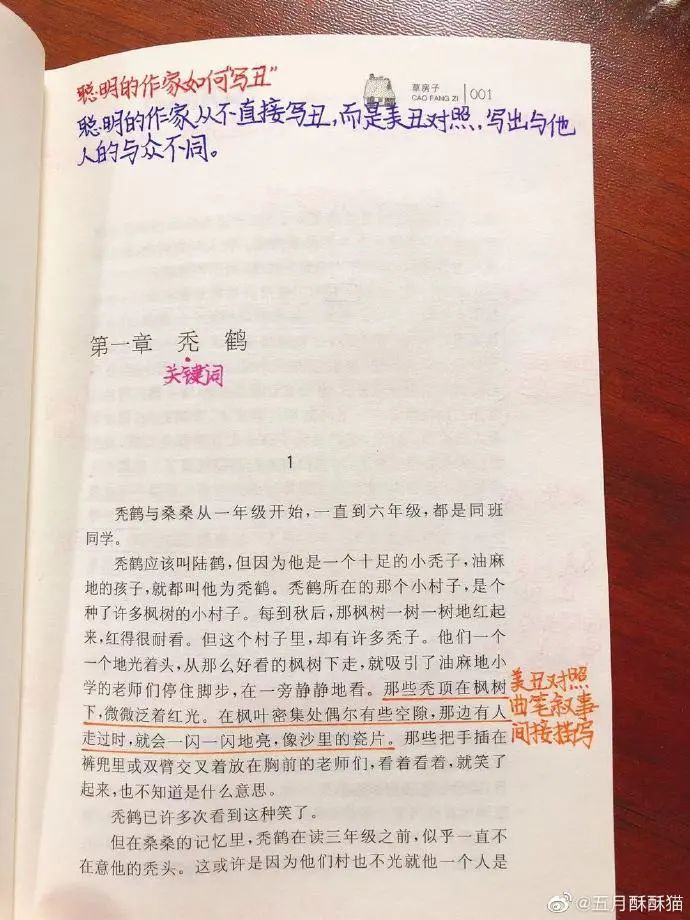 聪明的作家如何"写丑"
草房子
CAO FANG ZI
001
聪明的作家从不直接写丑,而是美丑对照,写出与他
人的与众不同。
第一章 秃 鹤
关键词
1
秃鹤与桑桑从一年级开始,一直到六年级,都是同班
同学。
秃鹤应该叫陆鹤,但因为他是一个十足的小秃子,油麻
地的孩子,就都叫他为秃鹤。秃鹤所在的那个小村子,是个
种了许多枫树的小村子。每到秋后,那枫树一树一树地红起
来,红得很耐看。但这个村子里,却有许多秃子。他们一个
一个地光着头,从那么好看的枫树下走,就吸引了油麻地小
学的老师们停住脚步,在一旁静静地看。那些秃顶在枫树
下,微微泛着红光。在枫叶密集处偶尔有些空隙,那边有人
走过时,就会一闪一闪地亮,像沙里的瓷片。那些把手插在
裤兜里或双臂交叉着放在胸前的老师们,看着看着,就笑了
起来,也不知道是什么意思。
美丑对照
曲笔叙事
间接描写
秃鹤已许多次看到这种笑了。
但在桑桑的记忆里,秃鹤在读三年级之前,似乎一直不
在意他的秃头。这或许是因为他们村也不光就他一个人是
@五月酥酥猫